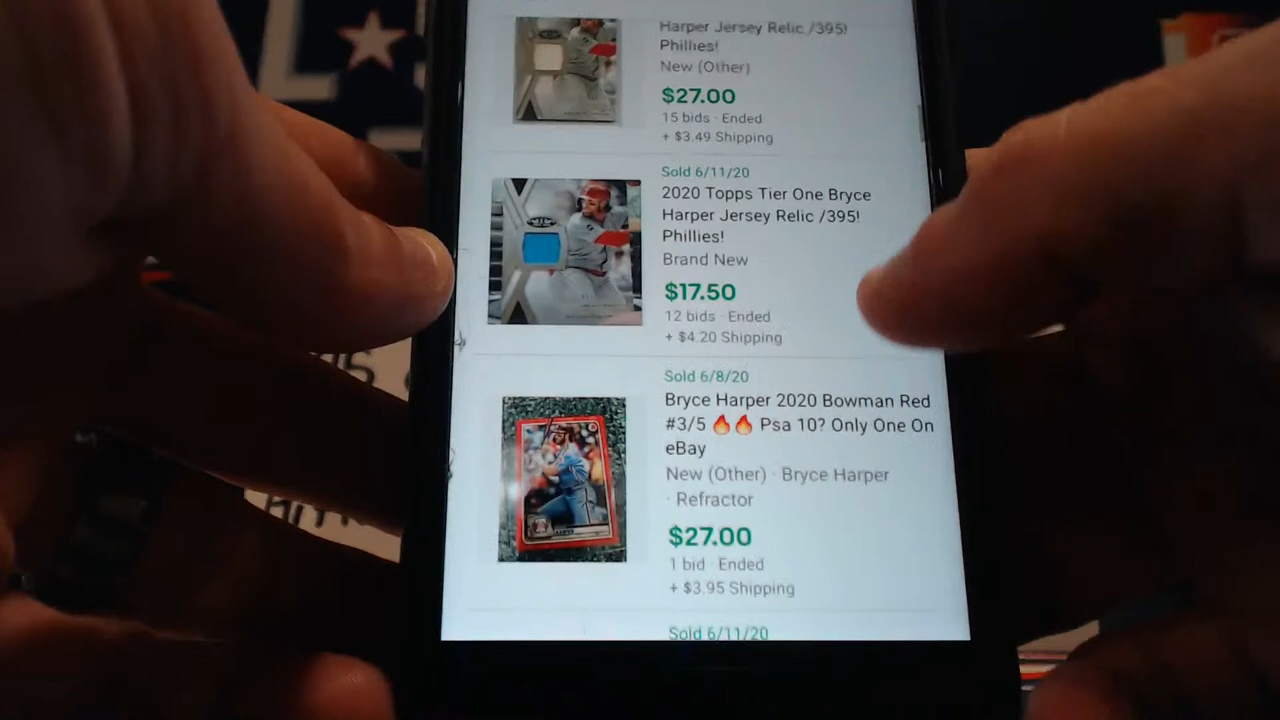 Harper Jersey Relic /395!
Phillies!
New (Other)
$27.00
15 bids · Ended
+ $3.49 Shipping
Sold 6/11/20
2020 Topps Tier One Bryce
Harper Jersey Relic /395!
Phillies!
Brand New
$17.50
12 bids · Ended
+ $4.20 Shipping
Sold 6/8/20
Bryce Harper 2020 Bowman Red
#3/5 🔥🔥 Psa 10? Only One On
eBay
New (Other) · Bryce Harper
· Refractor
$27.00
1 bid · Ended
+ $3.95 Shipping
Sold 6/11/20